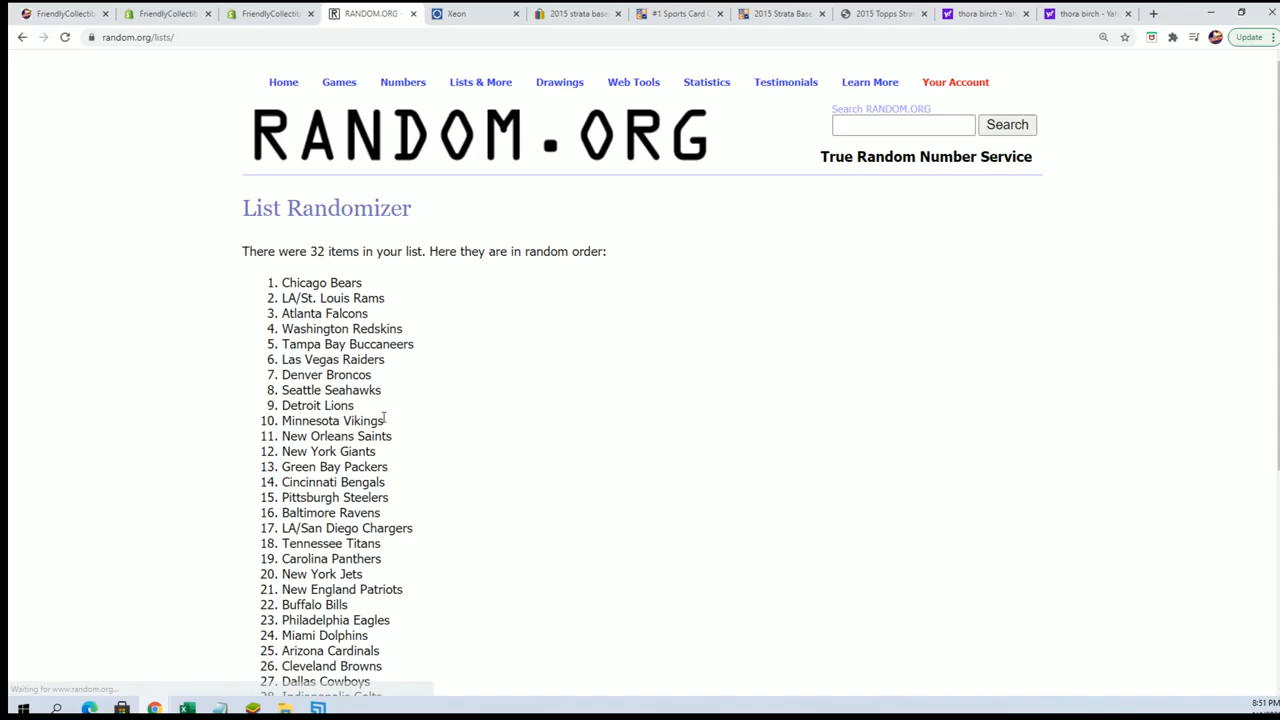 FriendlyCollectib
FriendlyCollectib
FriendlyCollectib
RANDOM.ORG -
Xeon
2015 strata base
#1 Sports Card C
2015 Strata Base
2015 Topps Stra
thora birch - Yah
thora birch - Yah
random.org/lists/
Update
Home Games Numbers Lists & More Drawings Web Tools Statistics Testimonials Learn More Your Account
RANDOM.ORG
Search RANDOM.ORG
Search
True Random Number Service
List Randomizer
There were 32 items in your list. Here they are in random order:
1. Chicago Bears
2. LA/St. Louis Rams
3. Atlanta Falcons
4. Washington Redskins
5. Tampa Bay Buccaneers
6. Las Vegas Raiders
7. Denver Broncos
8. Seattle Seahawks
9. Detroit Lions
10. Minnesota Vikings
11. New Orleans Saints
12. New York Giants
13. Green Bay Packers
14. Cincinnati Bengals
15. Pittsburgh Steelers
16. Baltimore Ravens
17. LA/San Diego Chargers
18. Tennessee Titans
19. Carolina Panthers
20. New York Jets
21. New England Patriots
22. Buffalo Bills
23. Philadelphia Eagles
24. Miami Dolphins
25. Arizona Cardinals
26. Cleveland Browns
27. Dallas Cowboys
28. Indianapolis Colts
Waiting for www.random.org...
8:51 PM